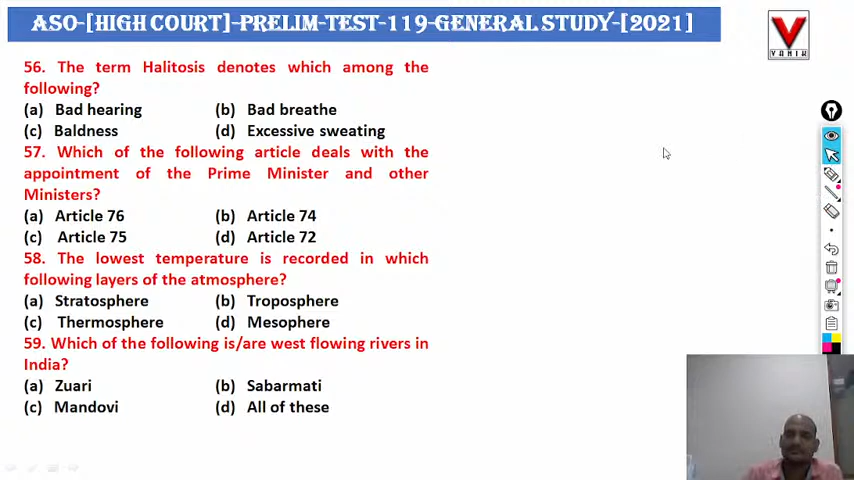 ASO-[HIGH COURT]-PRELIM-TEST-119-GENERAL STUDY-[2021]
VAMIK
56. The term Halitosis denotes which among the
following?
(a) Bad hearing (b) Bad breathe
(c) Baldness (d) Excessive sweating
57. Which of the following article deals with the
appointment of the Prime Minister and other
Ministers?
(a) Article 76 (b) Article 74
(c) Article 75 (d) Article 72
58. The lowest temperature is recorded in which
following layers of the atmosphere?
(a) Stratosphere (b) Troposphere
(c) Thermosphere (d) Mesophere
59. Which of the following is/are west flowing rivers in
India?
(a) Zuari (b) Sabarmati
(c) Mandovi (d) All of these